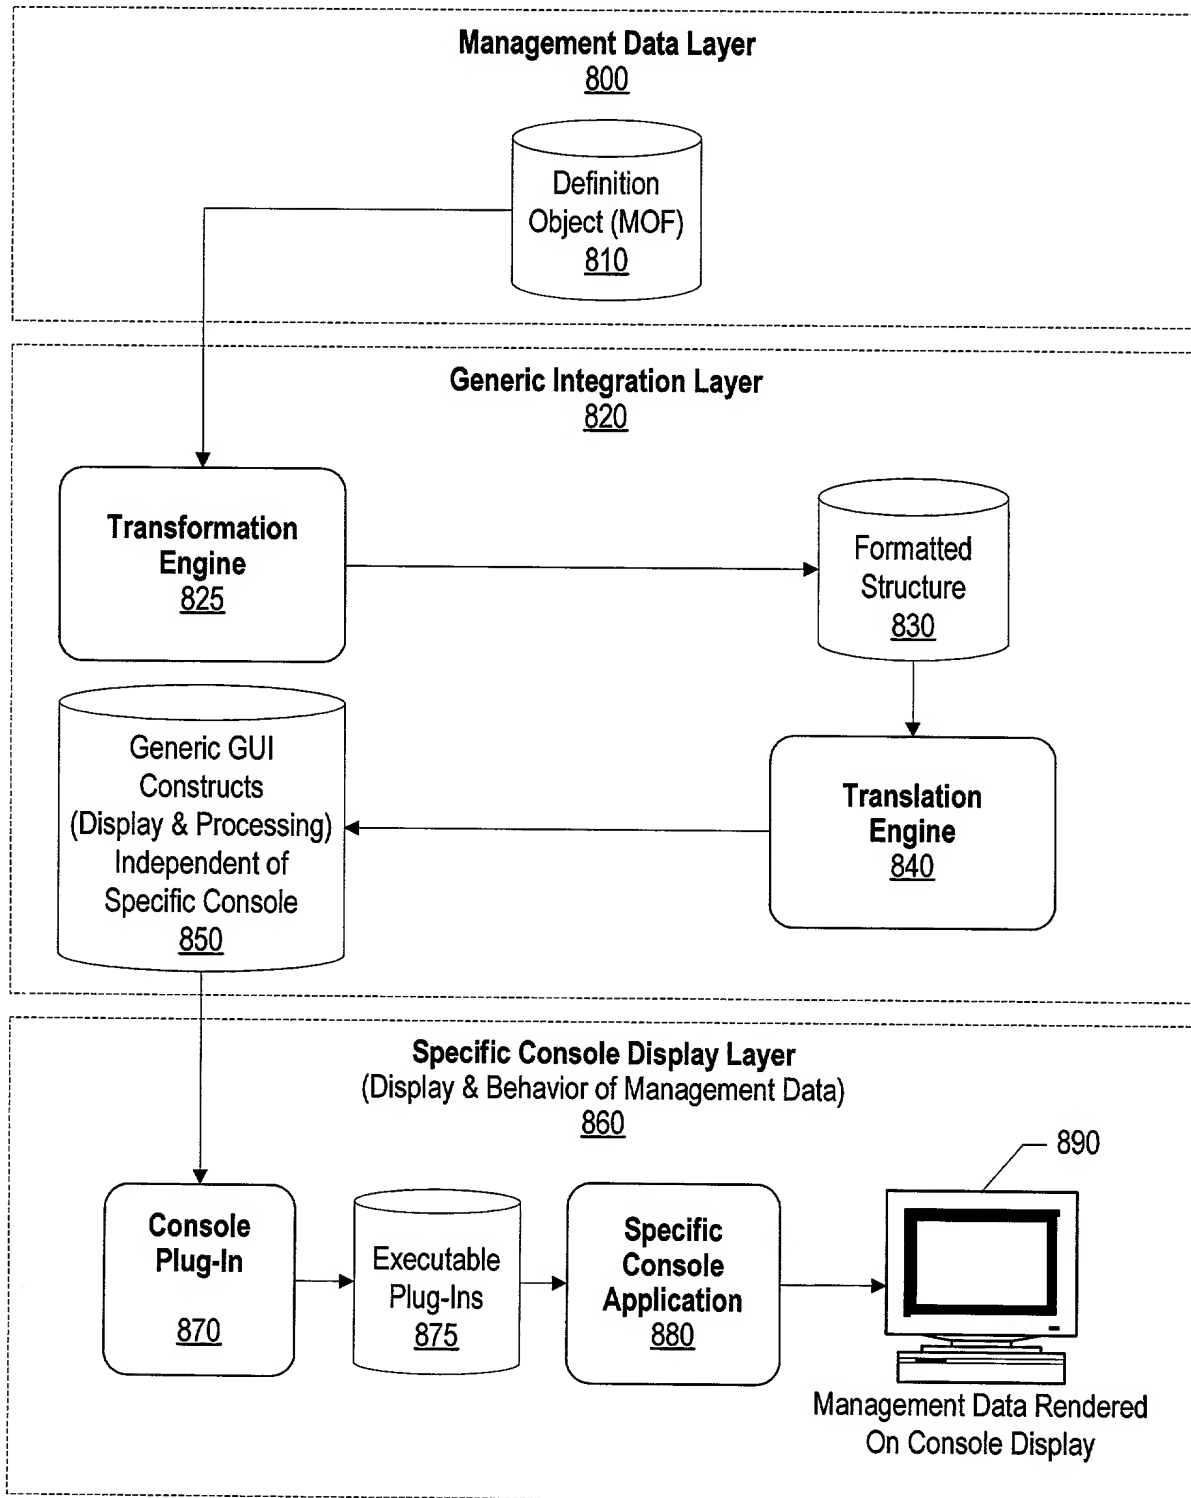 Management Data Layer
800
Definition
Object (MOF)
810
Generic Integration Layer
820
Transformation
Engine
825
Formatted
Structure
830
Generic GUI
Constructs
(Display & Processing)
Independent of
Specific Console
850
Translation
Engine
840
Specific Console Display Layer
(Display & Behavior of Management Data)
860
890
Console
Plug-In
870
Executable
Plug-Ins
875
Specific
Console
Application
880
Management Data Rendered
On Console Display